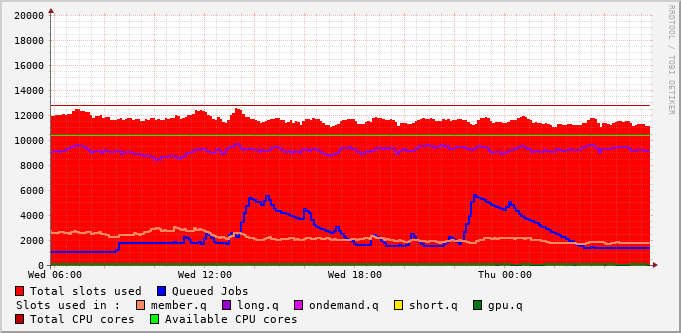 20000
18000
16000
14000
12000
10000
8000
6000
4000
2000
0
Wed 06:00 Wed 12:00 Wed 18:00 Thu 00:00
RRDTOOL / TOBI OETIKER
Total slots used Queued Jobs
Slots used in : member.q long.q ondemand.q short.q gpu.q
Total CPU cores Available CPU cores